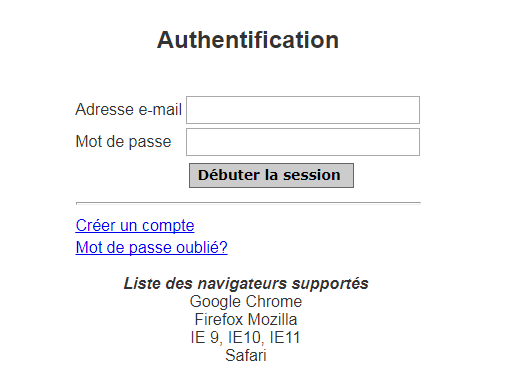 Authentification
Adresse e-mail
Mot de passe
Débuter la session
Créer un compte
Mot de passe oublié?
Liste des navigateurs supportés
Google Chrome
Firefox Mozilla
IE 9, IE10, IE11
Safari